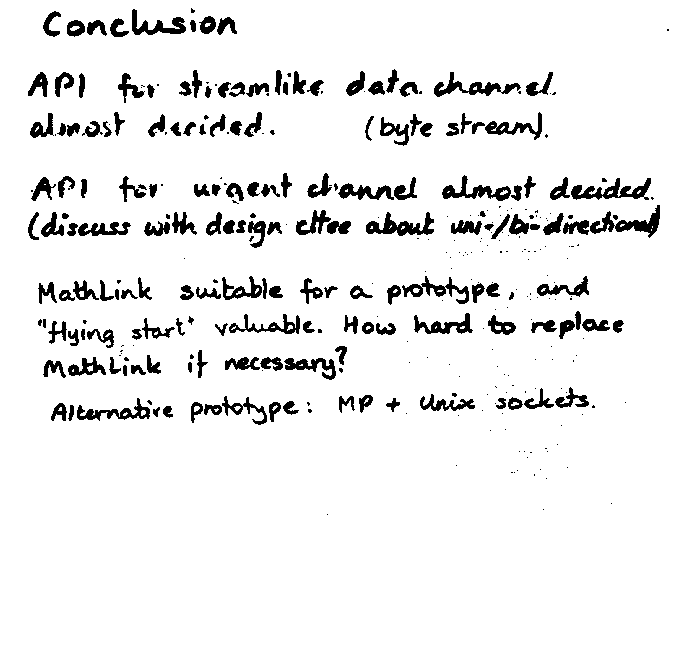 Conclusion
API for streamlike data channel.
almost decided. (byte stream).
API for urgent channel almost decided.
(discuss with design cttee about uni-/bi-directional)
MathLink suitable for a prototype, and
"flying start" valuable. How hard to replace
MathLink if necessary?
Alternative prototype: MP + Unix sockets.